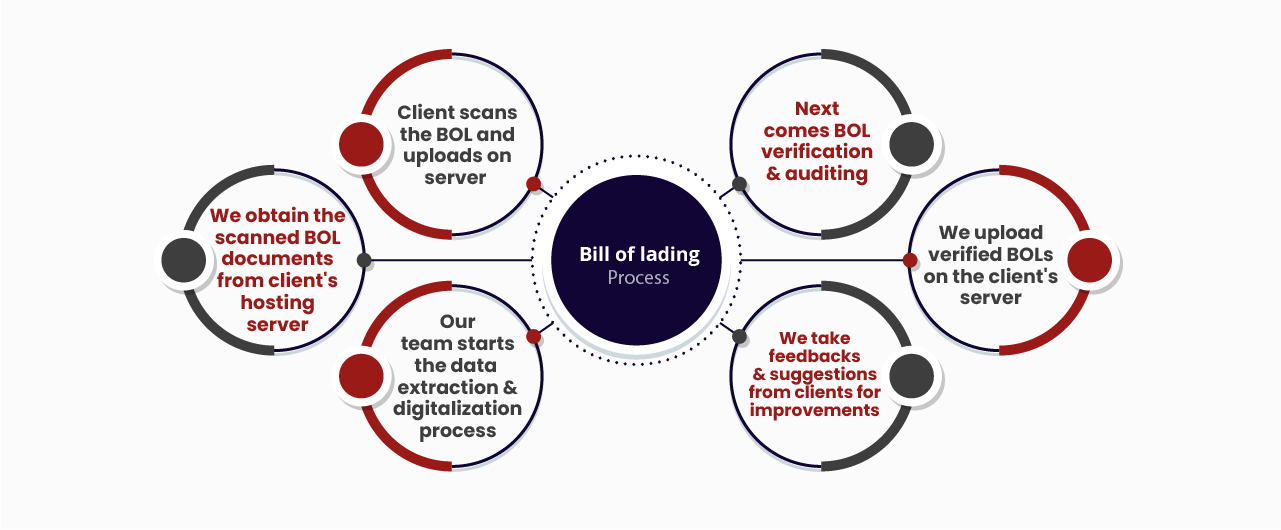 Client scans
the BOL and
uploads on
server
We obtain the
scanned BOL
documents
from client's
hosting
server
Our
team starts
the data
extraction &
digitalization
process
Bill of lading
Process
Next
comes BOL
verification
& auditing
We upload
verified BOLs
on the client's
server
We take
feedbacks
& suggestions
from clients for
improvements